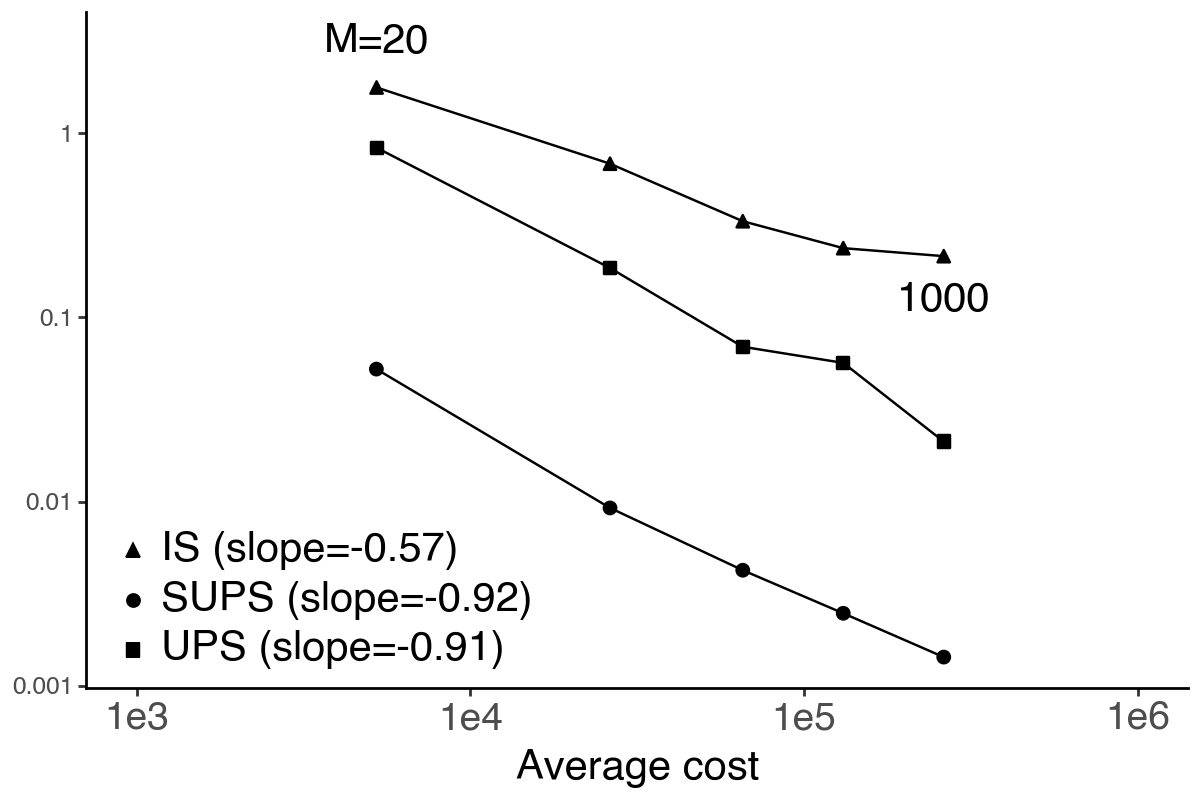 M=20
1
0.1
1000
0.01
IS (slope=-0.57)
SUPS (slope=-0.92)
UPS (slope=-0.91)
0.001
1e3 1e4 1e5 1e6
Average cost